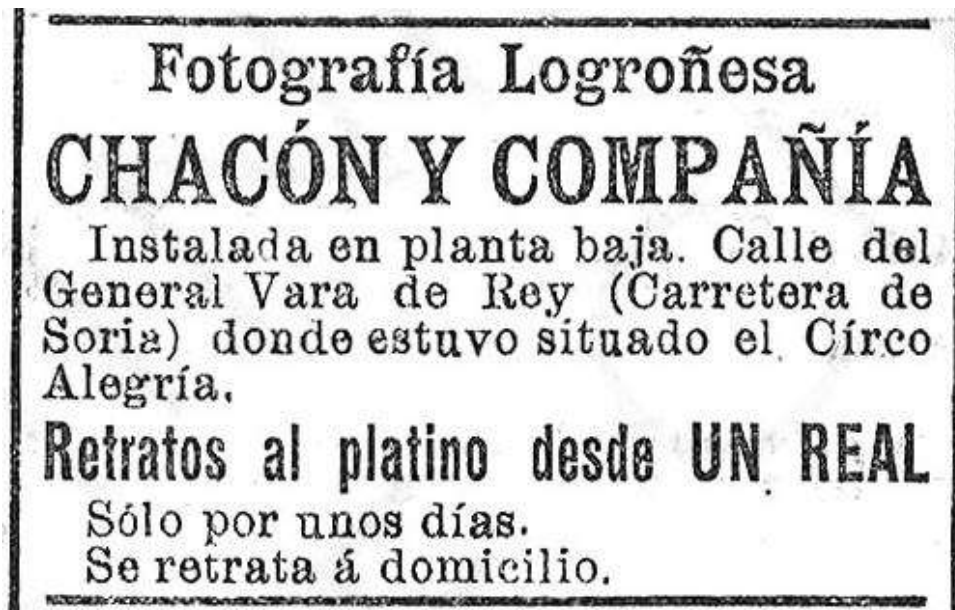 Fotografía Logroñesa
CHACÓN Y COMPAÑÍA
Instalada en planta baja. Calle del
General Vara de Rey (Carretera de
Soria) donde estuvo situado el Círco
Alegría.
Retratos al platino desde UN REAL
Sólo por unos días.
Se retrata á domicilio.